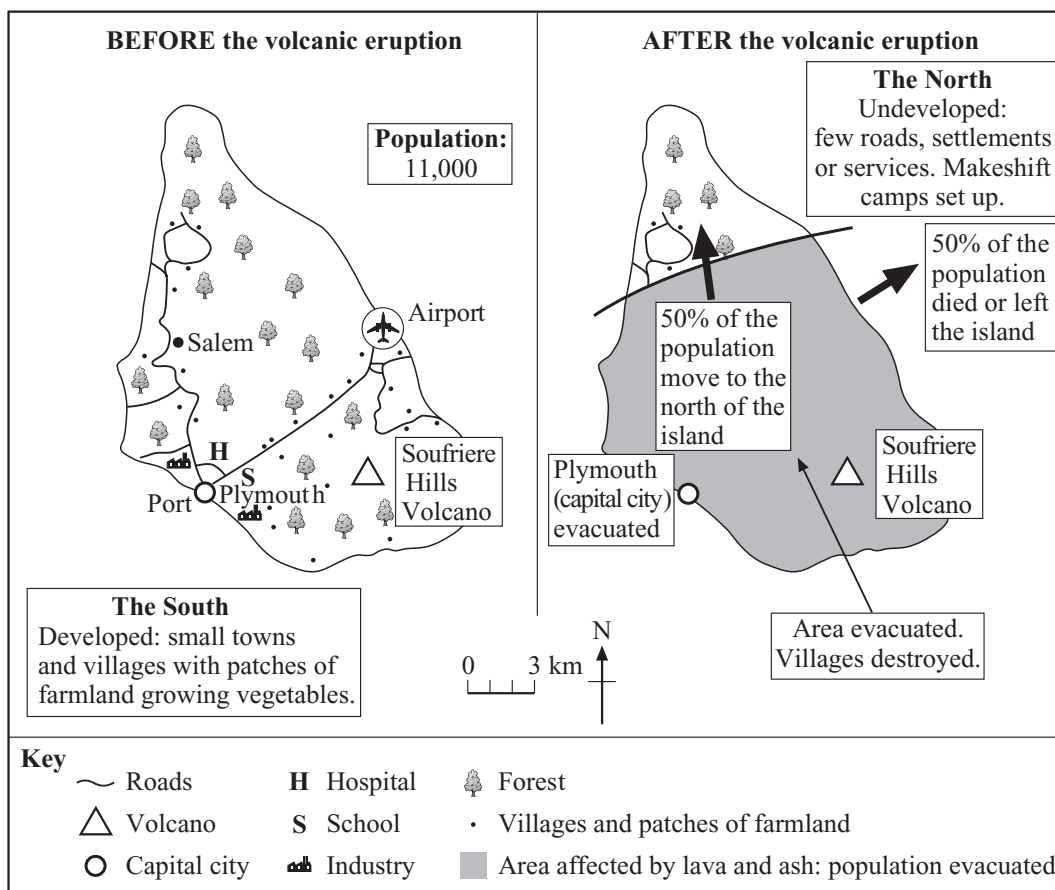 BEFORE the volcanic eruption
Population:
11,000
Airport
Salem
H
S
Port
Plymouth
Soufriere
Hills
Volcano
The South
Developed: small towns
and villages with patches of
farmland growing vegetables.
AFTER the volcanic eruption
The North
Undeveloped:
few roads, settlements
or services. Makeshift
camps set up.
50% of the
population
died or left
the island
50% of the
population
move to the
north of the
island
Plymouth
(capital city)
evacuated
Soufriere
Hills
Volcano
Area evacuated.
Villages destroyed.
0 3 km
N
Key
Roads
H Hospital
Forest
Volcano
S School
Villages and patches of farmland
Capital city
Industry
Area affected by lava and ash: population evacuated